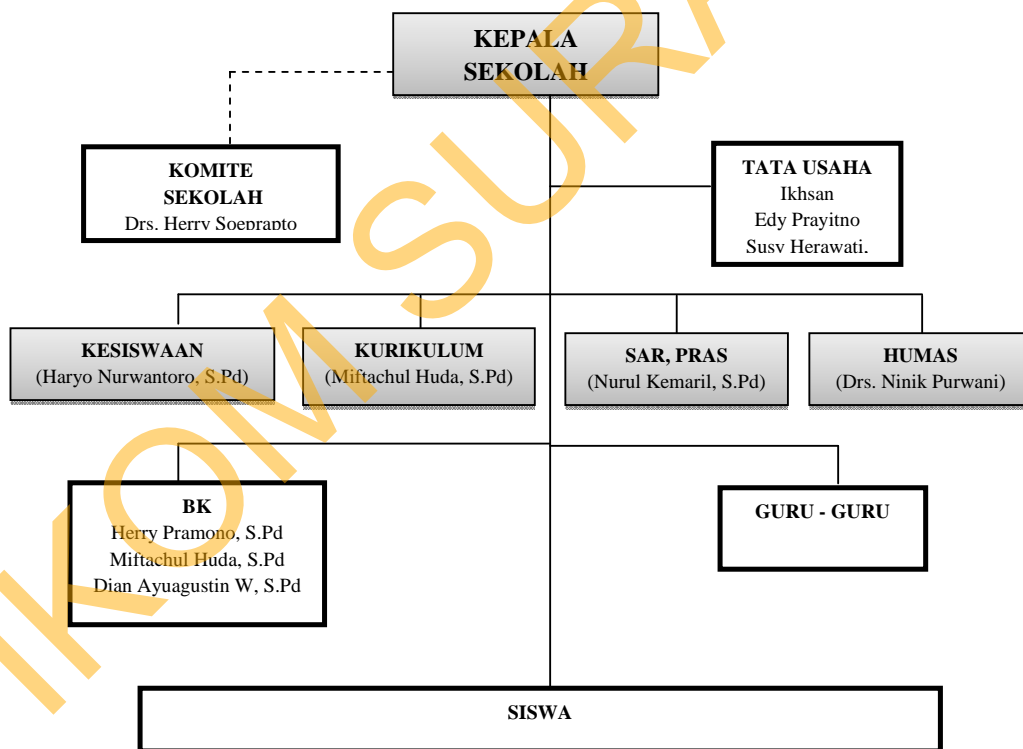 KEPALA
SEKOLAH
KOMITE
SEKOLAH
Drs. Herry Soeprapto
TATA USAHA
Ikhsan
Edy Prayitno
Susy Herawati.
KESISWAAN
(Haryo Nurwantoro, S.Pd)
KURIKULUM
(Miftachul Huda, S.Pd)
SAR, PRAS
(Nurul Kemaril, S.Pd)
HUMAS
(Drs. Ninik Purwani)
BK
Herry Pramono, S.Pd
Miftachul Huda, S.Pd
Dian Ayuagustin W, S.Pd
GURU - GURU
SISWA
IKOM SURA